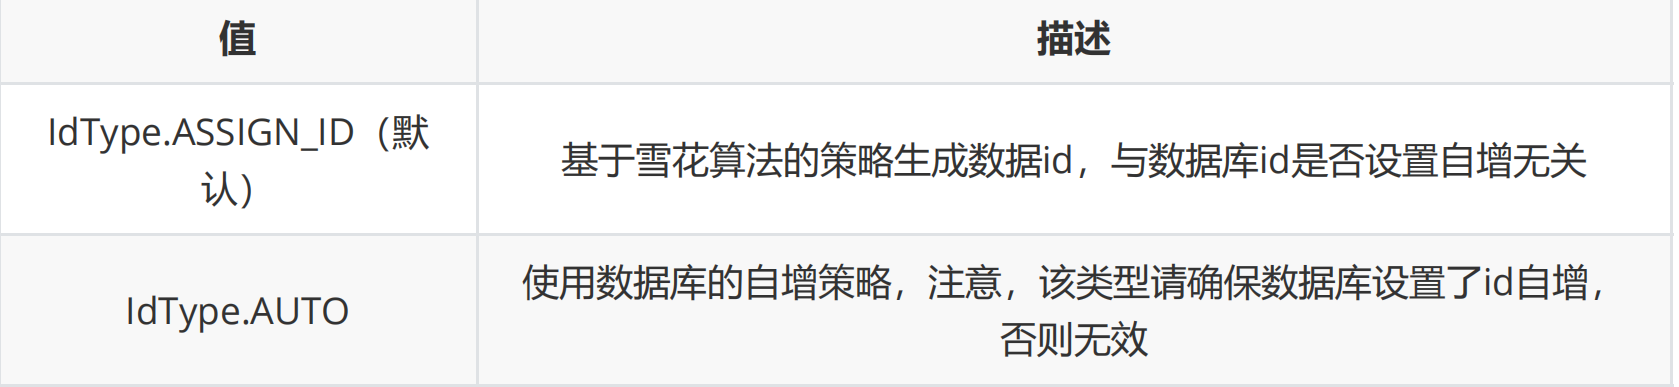 值
描述
IdType.ASSIGN_ID（默
认）
基于雪花算法的策略生成数据id，与数据库id是否设置自增无关
IdType.AUTO
使用数据库的自增策略，注意，该类型请确保数据库设置了id自增，
否则无效